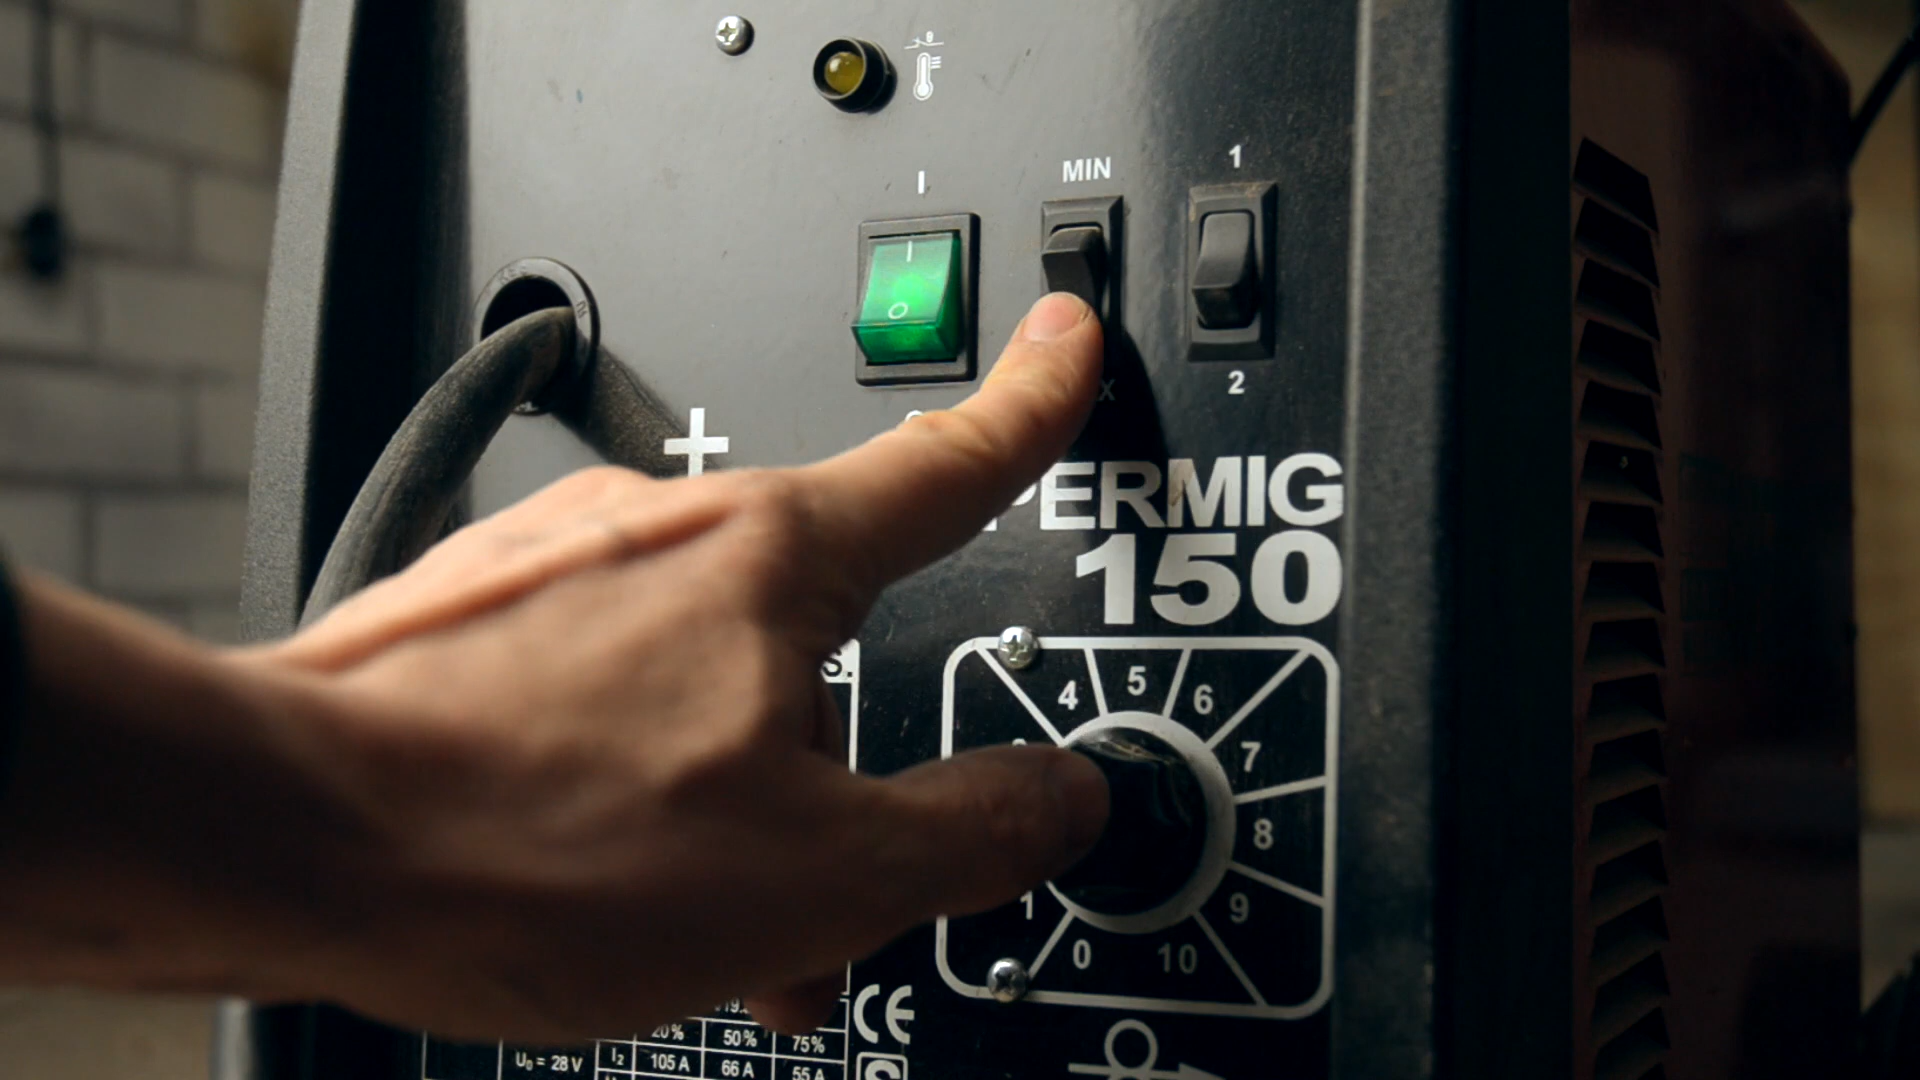 I
MIN
1
I
O
2
PERMIG
150
4 5 6
7
8
9
1
0 10
CE
S.
20% 50% 75%
U₀ = 28 V I₂ 105 A 66 A 55 A
S